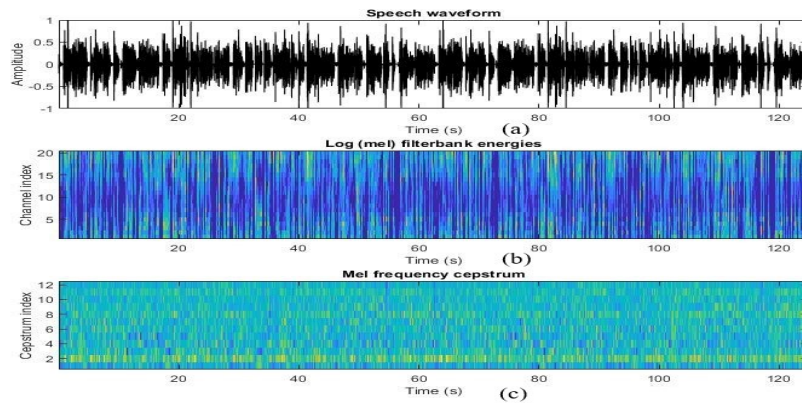 Speech waveform
Amplitude
1
0.5
0
-0.5
-1
20 40 60 80 100 120
Time (s) (a)
Log (mel) filterbank energies
Channel index
20
15
10
5
20 40 60 80 100 120
Time (s) (b)
Mel frequency cepstrum
Cepstrum index
12
10
8
6
4
2
20 40 60 80 100 120
Time (s) (c)